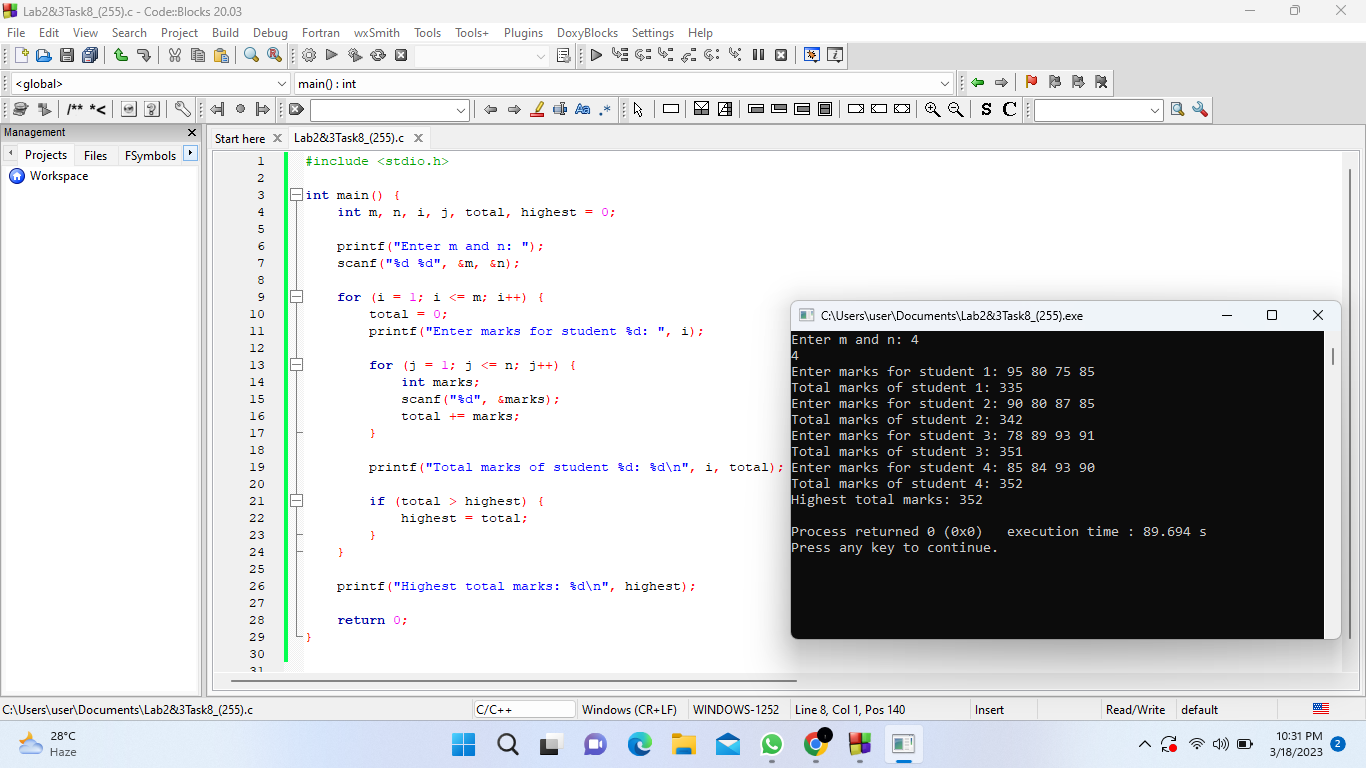 Lab2&3Task8_(255).c - Code::Blocks 20.03
File Edit View Search Project Build Debug Fortran wxSmith Tools Tools+ Plugins DoxyBlocks Settings Help
<global>
main() : int
/** *<
Aa .*
S C
Management
Projects Files FSymbols
Workspace
Start here
Lab2&3Task8_(255).c
1 #include <stdio.h>
2
3 int main() {
4 int m, n, i, j, total, highest = 0;
5
6 printf("Enter m and n: ");
7 scanf("%d %d", &m, &n);
8
9 for (i = 1; i <= m; i++) {
10 total = 0;
11 printf("Enter marks for student %d: ", i);
12
13 for (j = 1; j <= n; j++) {
14 int marks;
15 scanf("%d", &marks);
16 total += marks;
17 }
18
19 printf("Total marks of student %d: %d\n", i, total);
20
21 if (total > highest) {
22 highest = total;
23 }
24 }
25
26 printf("Highest total marks: %d\n", highest);
27
28 return 0;
29 }
30
31
C:\Users\user\Documents\Lab2&3Task8_(255).exe
Enter m and n: 4
4
Enter marks for student 1: 95 80 75 85
Total marks of student 1: 335
Enter marks for student 2: 90 80 87 85
Total marks of student 2: 342
Enter marks for student 3: 78 89 93 91
Total marks of student 3: 351
Enter marks for student 4: 85 84 93 90
Total marks of student 4: 352
Highest total marks: 352
Process returned 0 (0x0) execution time : 89.694 s
Press any key to continue.
C:\Users\user\Documents\Lab2&3Task8_(255).c
C/C++
Windows (CR+LF)
WINDOWS-1252
Line 8, Col 1, Pos 140
Insert
Read/Write
default
28°C
Haze
10:31 PM
3/18/2023
2